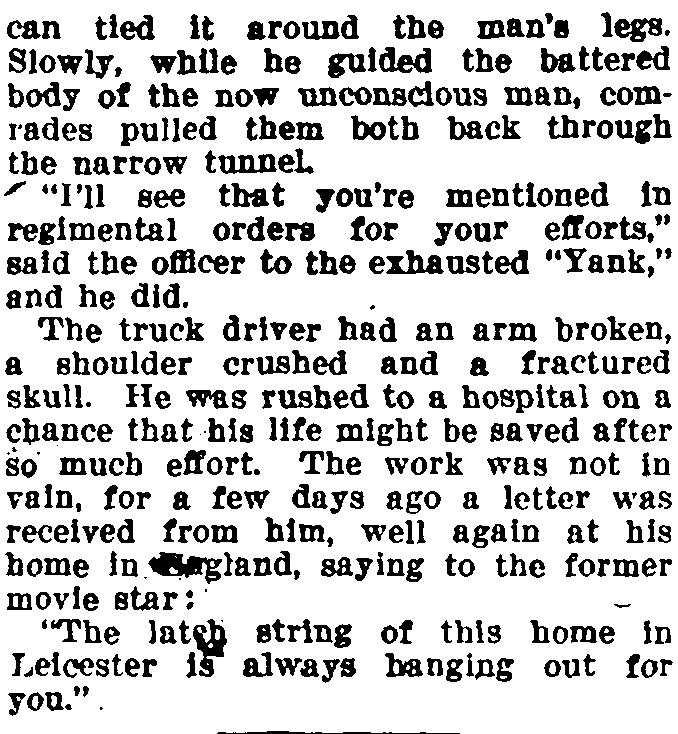 can tied it around the man's legs.
Slowly, while he guided the battered
body of the now unconscious man, com-
rades pulled them both back through
the narrow tunnel.
"I'll see that you're mentioned in
regimental orders for your efforts,"
said the officer to the exhausted "Yank,"
and he did.
The truck driver had an arm broken,
a shoulder crushed and a fractured
skull. He was rushed to a hospital on a
chance that his life might be saved after
so much effort. The work was not in
vain, for a few days ago a letter was
received from him, well again at his
home in England, saying to the former
movie star:
"The latch string of this home in
Leicester is always hanging out for
you."